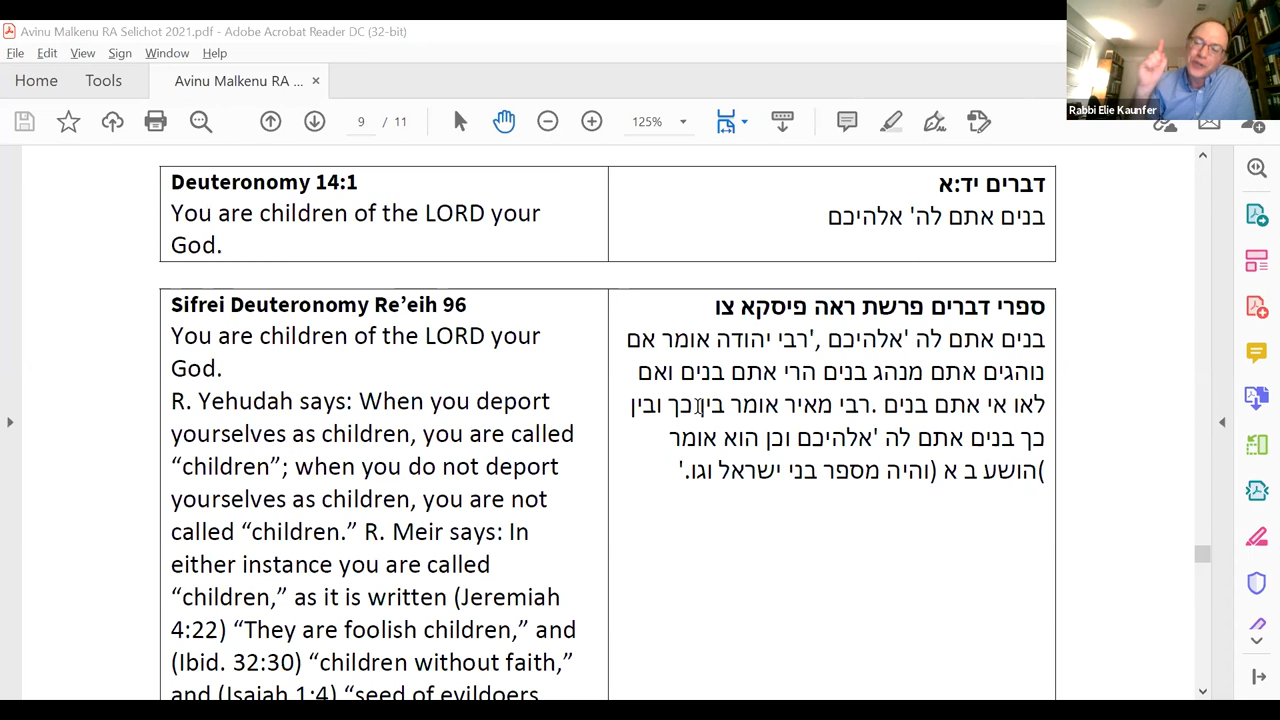 Avinu Malkenu RA Selichot 2021.pdf - Adobe Acrobat Reader DC (32-bit)
File Edit View Sign Window Help
Home Tools Avinu Malkenu RA ... ×
9 / 11 125%
Rabbi Elie Kaunfer
Deuteronomy 14:1
You are children of the LORD your
God.
דברים יד:א
בנים אתם לה' אלהיכם
Sifrei Deuteronomy Re’eih 96
You are children of the LORD your
God.
R. Yehudah says: When you deport
yourselves as children, you are called
“children”; when you do not deport
yourselves as children, you are not
called “children.” R. Meir says: In
either instance you are called
“children,” as it is written (Jeremiah
4:22) “They are foolish children,” and
(Ibid. 32:30) “children without faith,”
and (Isaiah 1:4) “seed of evildoers,
ספרי דברים פרשת ראה פיסקא צו
בנים אתם לה 'אלהיכם ,'רבי יהודה אומר אם
נוהגים אתם מנהג בנים הרי אתם בנים ואם
לאו אי אתם בנים .רבי מאיר אומר בין כך ובין
כך בנים אתם לה 'אלהיכם וכן הוא אומר
)הושע ב א (והיה מספר בני ישראל וגו.'